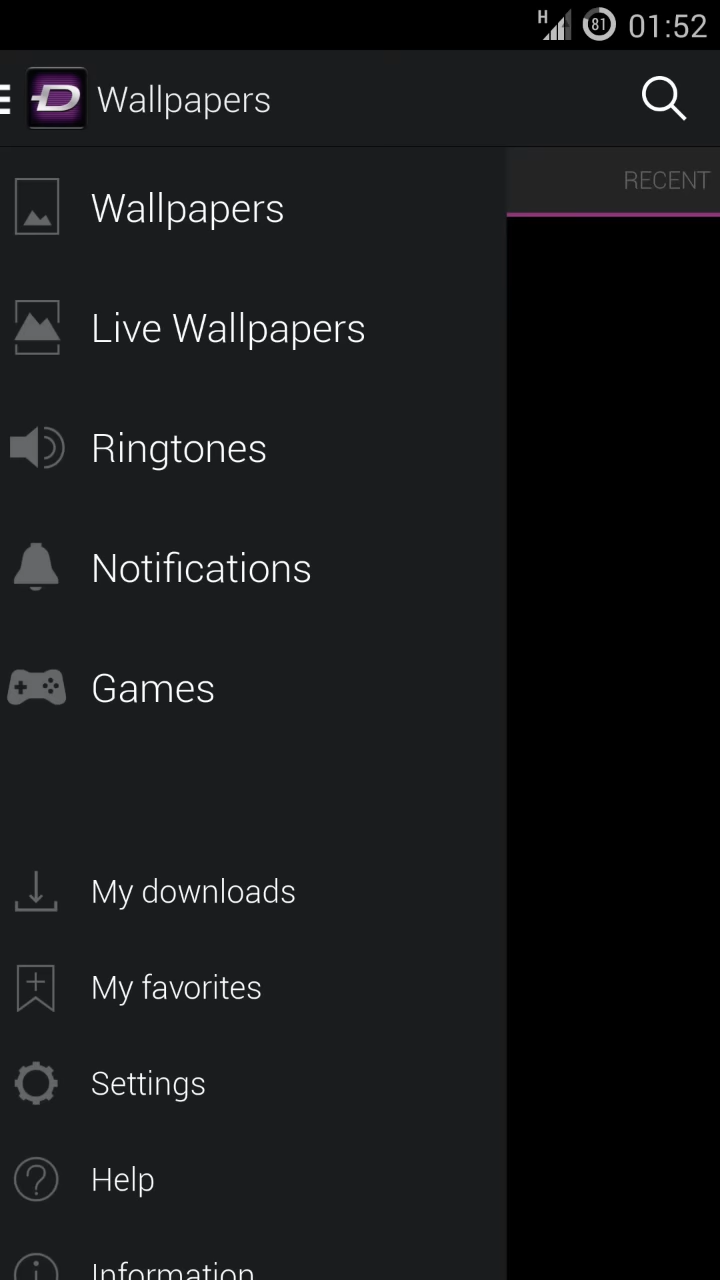 H 81 01:52
Wallpapers
RECENT
Wallpapers
Live Wallpapers
Ringtones
Notifications
Games
My downloads
My favorites
Settings
Help
Information